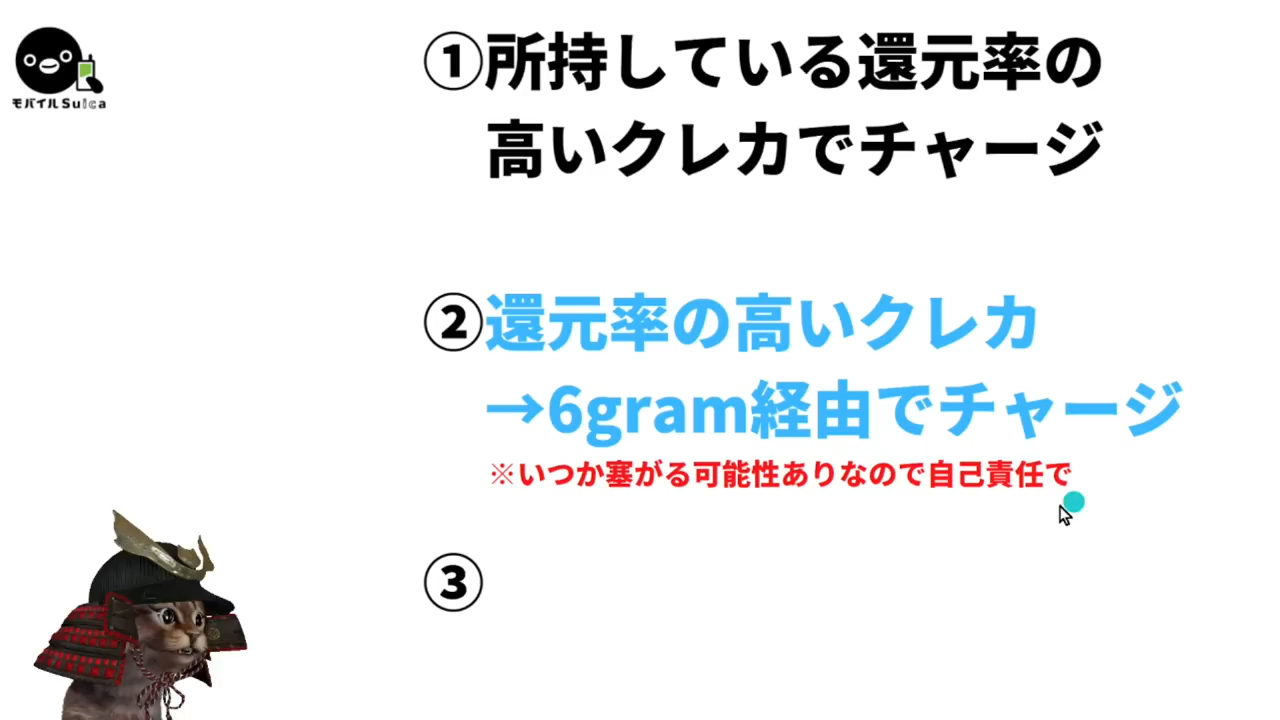 モバイルSuica
①所持している還元率の
高いクレカでチャージ
②還元率の高いクレカ
→6gram経由でチャージ
※いつか塞がる可能性ありなので自己責任で
③